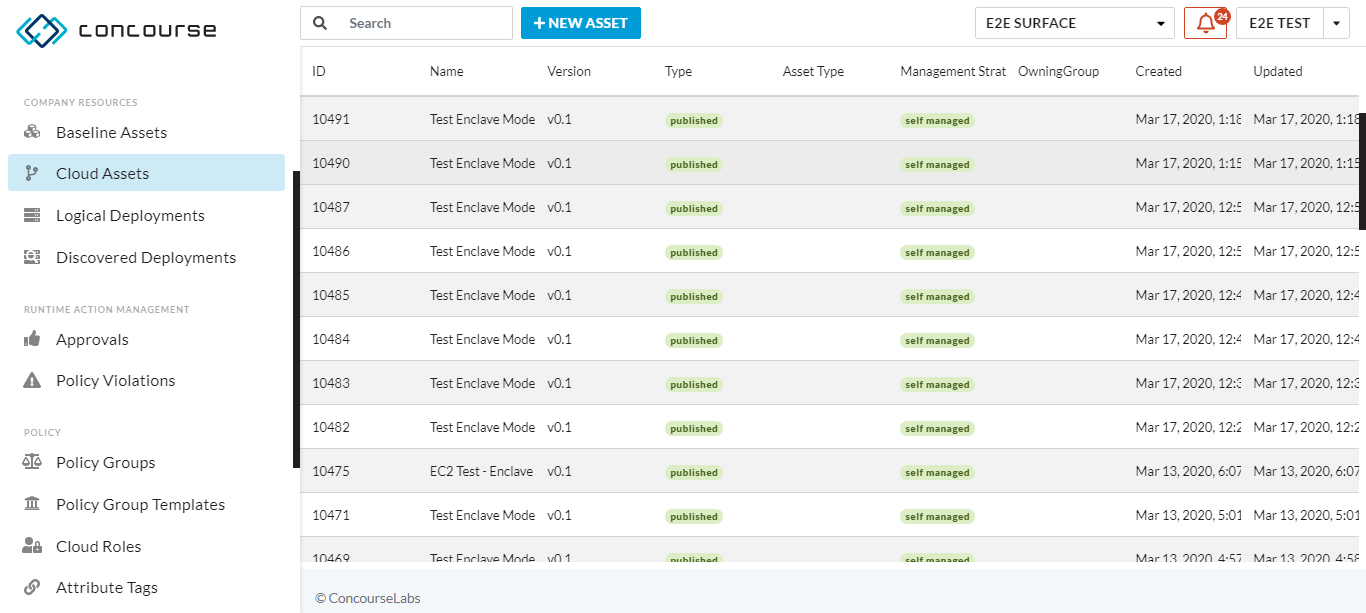 concourse
Search
+ NEW ASSET
E2E SURFACE
24
E2E TEST
COMPANY RESOURCES
Baseline Assets
Cloud Assets
Logical Deployments
Discovered Deployments
RUNTIME ACTION MANAGEMENT
Approvals
Policy Violations
POLICY
Policy Groups
Policy Group Templates
Cloud Roles
Attribute Tags
ID Name Version Type Asset Type Management Strat OwningGroup Created Updated
10491 Test Enclave Mode v0.1 published self managed Mar 17, 2020, 1:18 Mar 17, 2020, 1:18
10490 Test Enclave Mode v0.1 published self managed Mar 17, 2020, 1:15 Mar 17, 2020, 1:15
10487 Test Enclave Mode v0.1 published self managed Mar 17, 2020, 12:5 Mar 17, 2020, 12:5
10486 Test Enclave Mode v0.1 published self managed Mar 17, 2020, 12:5 Mar 17, 2020, 12:5
10485 Test Enclave Mode v0.1 published self managed Mar 17, 2020, 12:4 Mar 17, 2020, 12:4
10484 Test Enclave Mode v0.1 published self managed Mar 17, 2020, 12:4 Mar 17, 2020, 12:4
10483 Test Enclave Mode v0.1 published self managed Mar 17, 2020, 12:3 Mar 17, 2020, 12:3
10482 Test Enclave Mode v0.1 published self managed Mar 17, 2020, 12:2 Mar 17, 2020, 12:2
10475 EC2 Test - Enclave v0.1 published self managed Mar 13, 2020, 6:07 Mar 13, 2020, 6:07
10471 Test Enclave Mode v0.1 published self managed Mar 13, 2020, 5:01 Mar 13, 2020, 5:01
10469 Test Enclave Mode v0.1 published self managed Mar 13, 2020, 4:57 Mar 13, 2020, 4:58
© ConcourseLabs